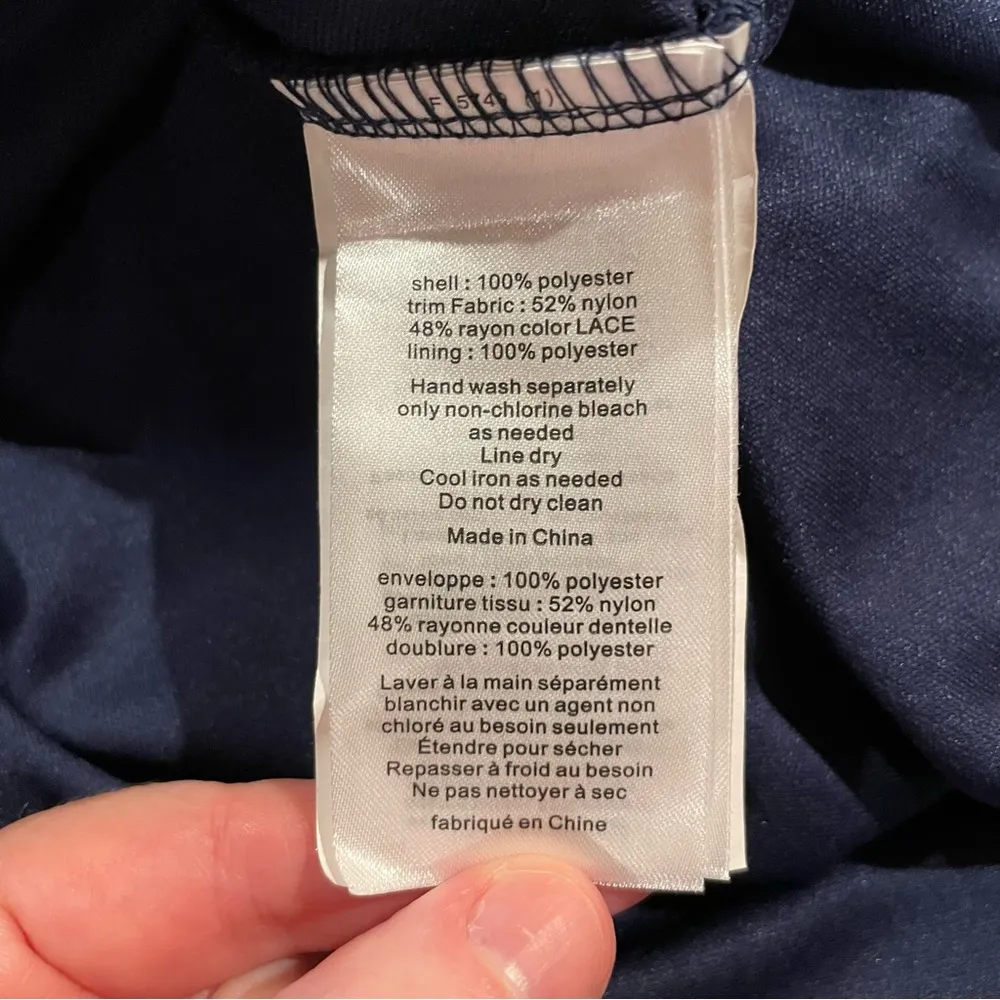 shell : 100% polyester
trim Fabric : 52% nylon
48% rayon color LACE
lining : 100% polyester
Hand wash separately
only non-chlorine bleach
as needed
Line dry
Cool iron as needed
Do not dry clean
Made in China
enveloppe : 100% polyester
garniture tissu : 52% nylon
48% rayonne couleur dentelle
doublure : 100% polyester
Laver à la main séparément
blanchir avec un agent non
chloré au besoin seulement
Étendre pour sécher
Repasser à froid au besoin
Ne pas nettoyer à sec
fabriqué en Chine